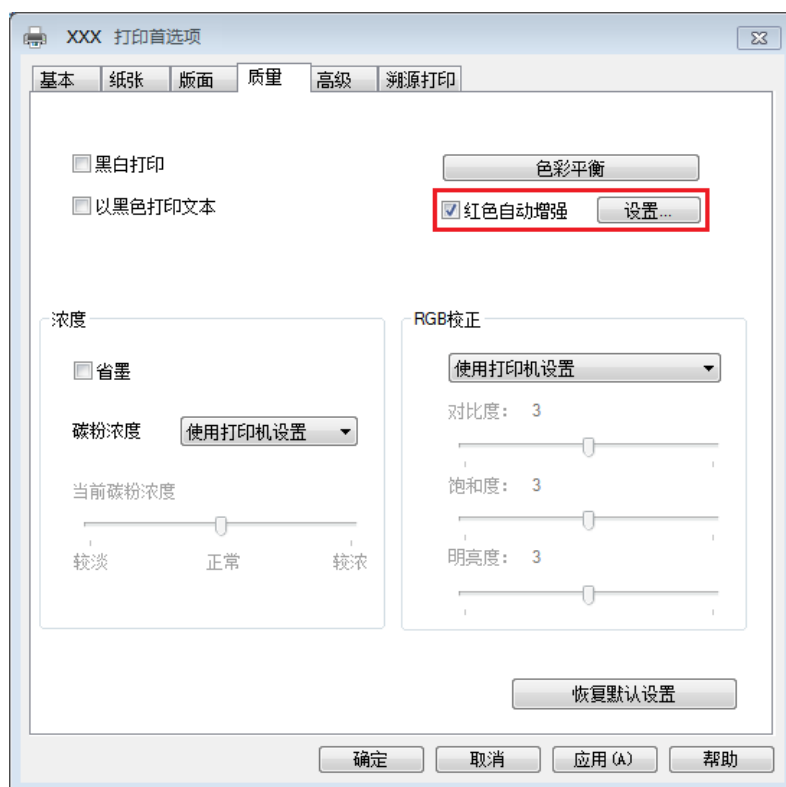 XXX 打印首选项
基本 纸张 版面 质量 高级 溯源打印
黑白打印
色彩平衡
以黑色打印文本
红色自动增强 设置...
浓度
RGB校正
省墨
使用打印机设置
碳粉浓度 使用打印机设置
对比度： 3
当前碳粉浓度
饱和度： 3
较淡 正常 较浓
明亮度： 3
恢复默认设置
确定 取消 应用(A) 帮助